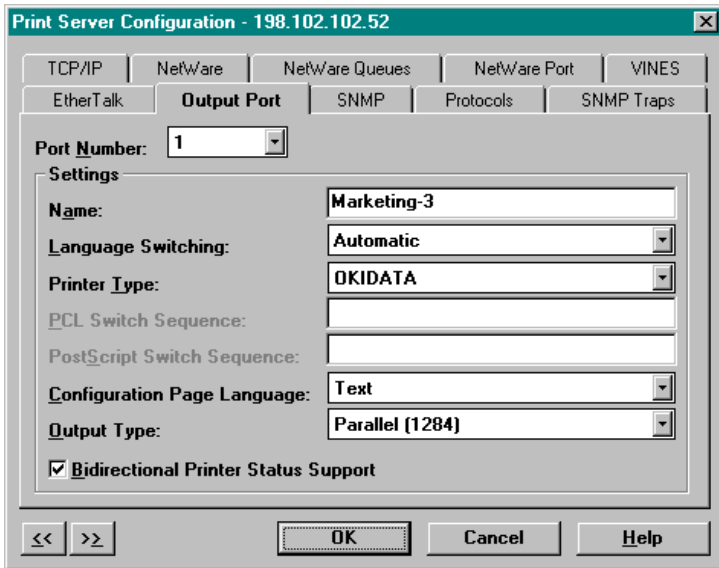 Print Server Configuration - 198.102.102.52
TCP/IP NetWare NetWare Queues NetWare Port VINES
EtherTalk Output Port SNMP Protocols SNMP Traps
Port Number: 1
Settings
Name: Marketing-3
Language Switching: Automatic
Printer Type: OKIDATA
PCL Switch Sequence:
PostScript Switch Sequence:
Configuration Page Language: Text
Output Type: Parallel (1284)
Bidirectional Printer Status Support
<< >> OK Cancel Help